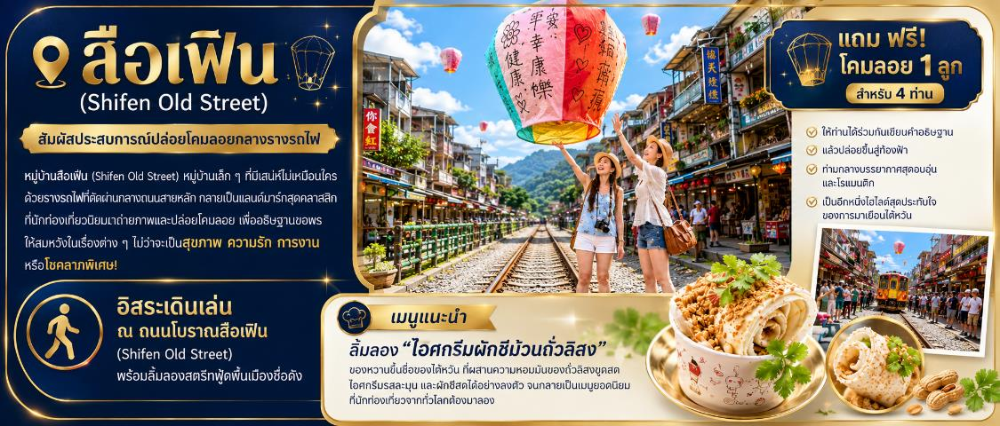 สือเฟิน
(Shifen Old Street)
สัมผัสประสบการณ์ปล่อยโคมลอยกลางรางรถไฟ
หมู่บ้านสือเฟิน (Shifen Old Street) หมู่บ้านเล็ก ๆ ที่มีเสน่ห์ไม่เหมือนใคร
ด้วยรางรถไฟที่ตัดผ่านกลางถนนสายหลัก กลายเป็นแลนด์มาร์กสุดคลาสสิก
ที่นักท่องเที่ยวนิยมมาถ่ายภาพและปล่อยโคมลอย เพื่ออธิษฐานขอพร
ให้สมหวังในเรื่องต่าง ๆ ไม่ว่าจะเป็นสุขภาพ ความรัก การงาน
หรือโชคลาภพิเศษ!
อิสระเดินเล่น
ณ ถนนโบราณสือเฟิน
(Shifen Old Street)
พร้อมลิ้มลองสตรีทฟู้ดพื้นเมืองชื่อดัง
平安
幸
康
健康
你會紅
แถม ฟรี!
โคมลอย 1 ลูก
สำหรับ 4 ท่าน
ให้ท่านได้ร่วมกันเขียนคำอธิษฐาน
แล้วปล่อยขึ้นสู่ท้องฟ้า
ท่ามกลางบรรยากาศสุดอบอุ่น
และโรแมนติก
เป็นอีกหนึ่งไฮไลต์สุดประทับใจ
ของการมาเยือนไต้หวัน
เมนูแนะนำ
ลิ้มลอง “ไอศกรีมผักชีม้วนถั่วลิสง”
ของหวานขึ้นชื่อของไต้หวัน ที่ผสานความหอมมันของถั่วลิสงขูดสด
ไอศกรีมรสละมุน และผักชีสดได้อย่างลงตัว จนกลายเป็นเมนูยอดนิยม
ที่นักท่องเที่ยวจากทั่วโลกต้องมาลอง